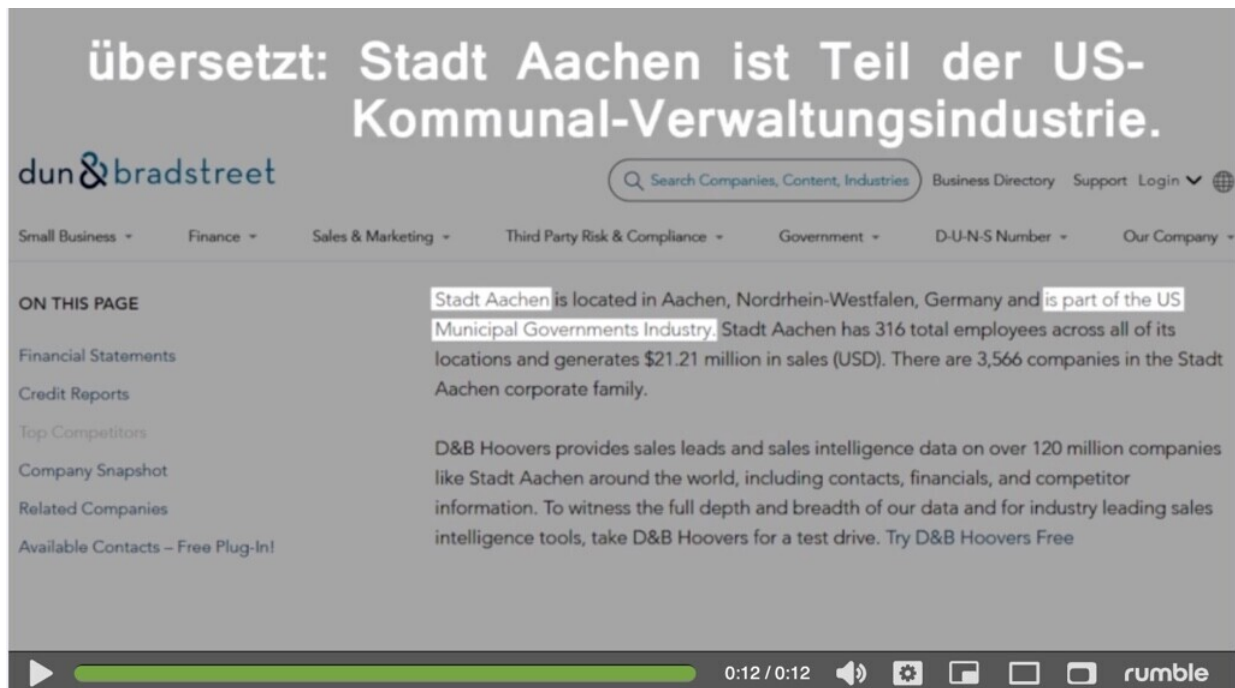 übersetzt: Stadt Aachen ist Teil der US-
Kommunal-Verwaltungsindustrie.
dun&bradstreet
Search Companies, Content, Industries
Business Directory Support Login
Small Business Finance Sales & Marketing Third Party Risk & Compliance Government D-U-N-S Number Our Company
ON THIS PAGE
Financial Statements
Credit Reports
Top Competitors
Company Snapshot
Related Companies
Available Contacts – Free Plug-In!
Stadt Aachen is located in Aachen, Nordrhein-Westfalen, Germany and is part of the US
Municipal Governments Industry. Stadt Aachen has 316 total employees across all of its
locations and generates $21.21 million in sales (USD). There are 3,566 companies in the Stadt
Aachen corporate family.
D&B Hoovers provides sales leads and sales intelligence data on over 120 million companies
like Stadt Aachen around the world, including contacts, financials, and competitor
information. To witness the full depth and breadth of our data and for industry leading sales
intelligence tools, take D&B Hoovers for a test drive. Try D&B Hoovers Free
0:12 / 0:12
rumble